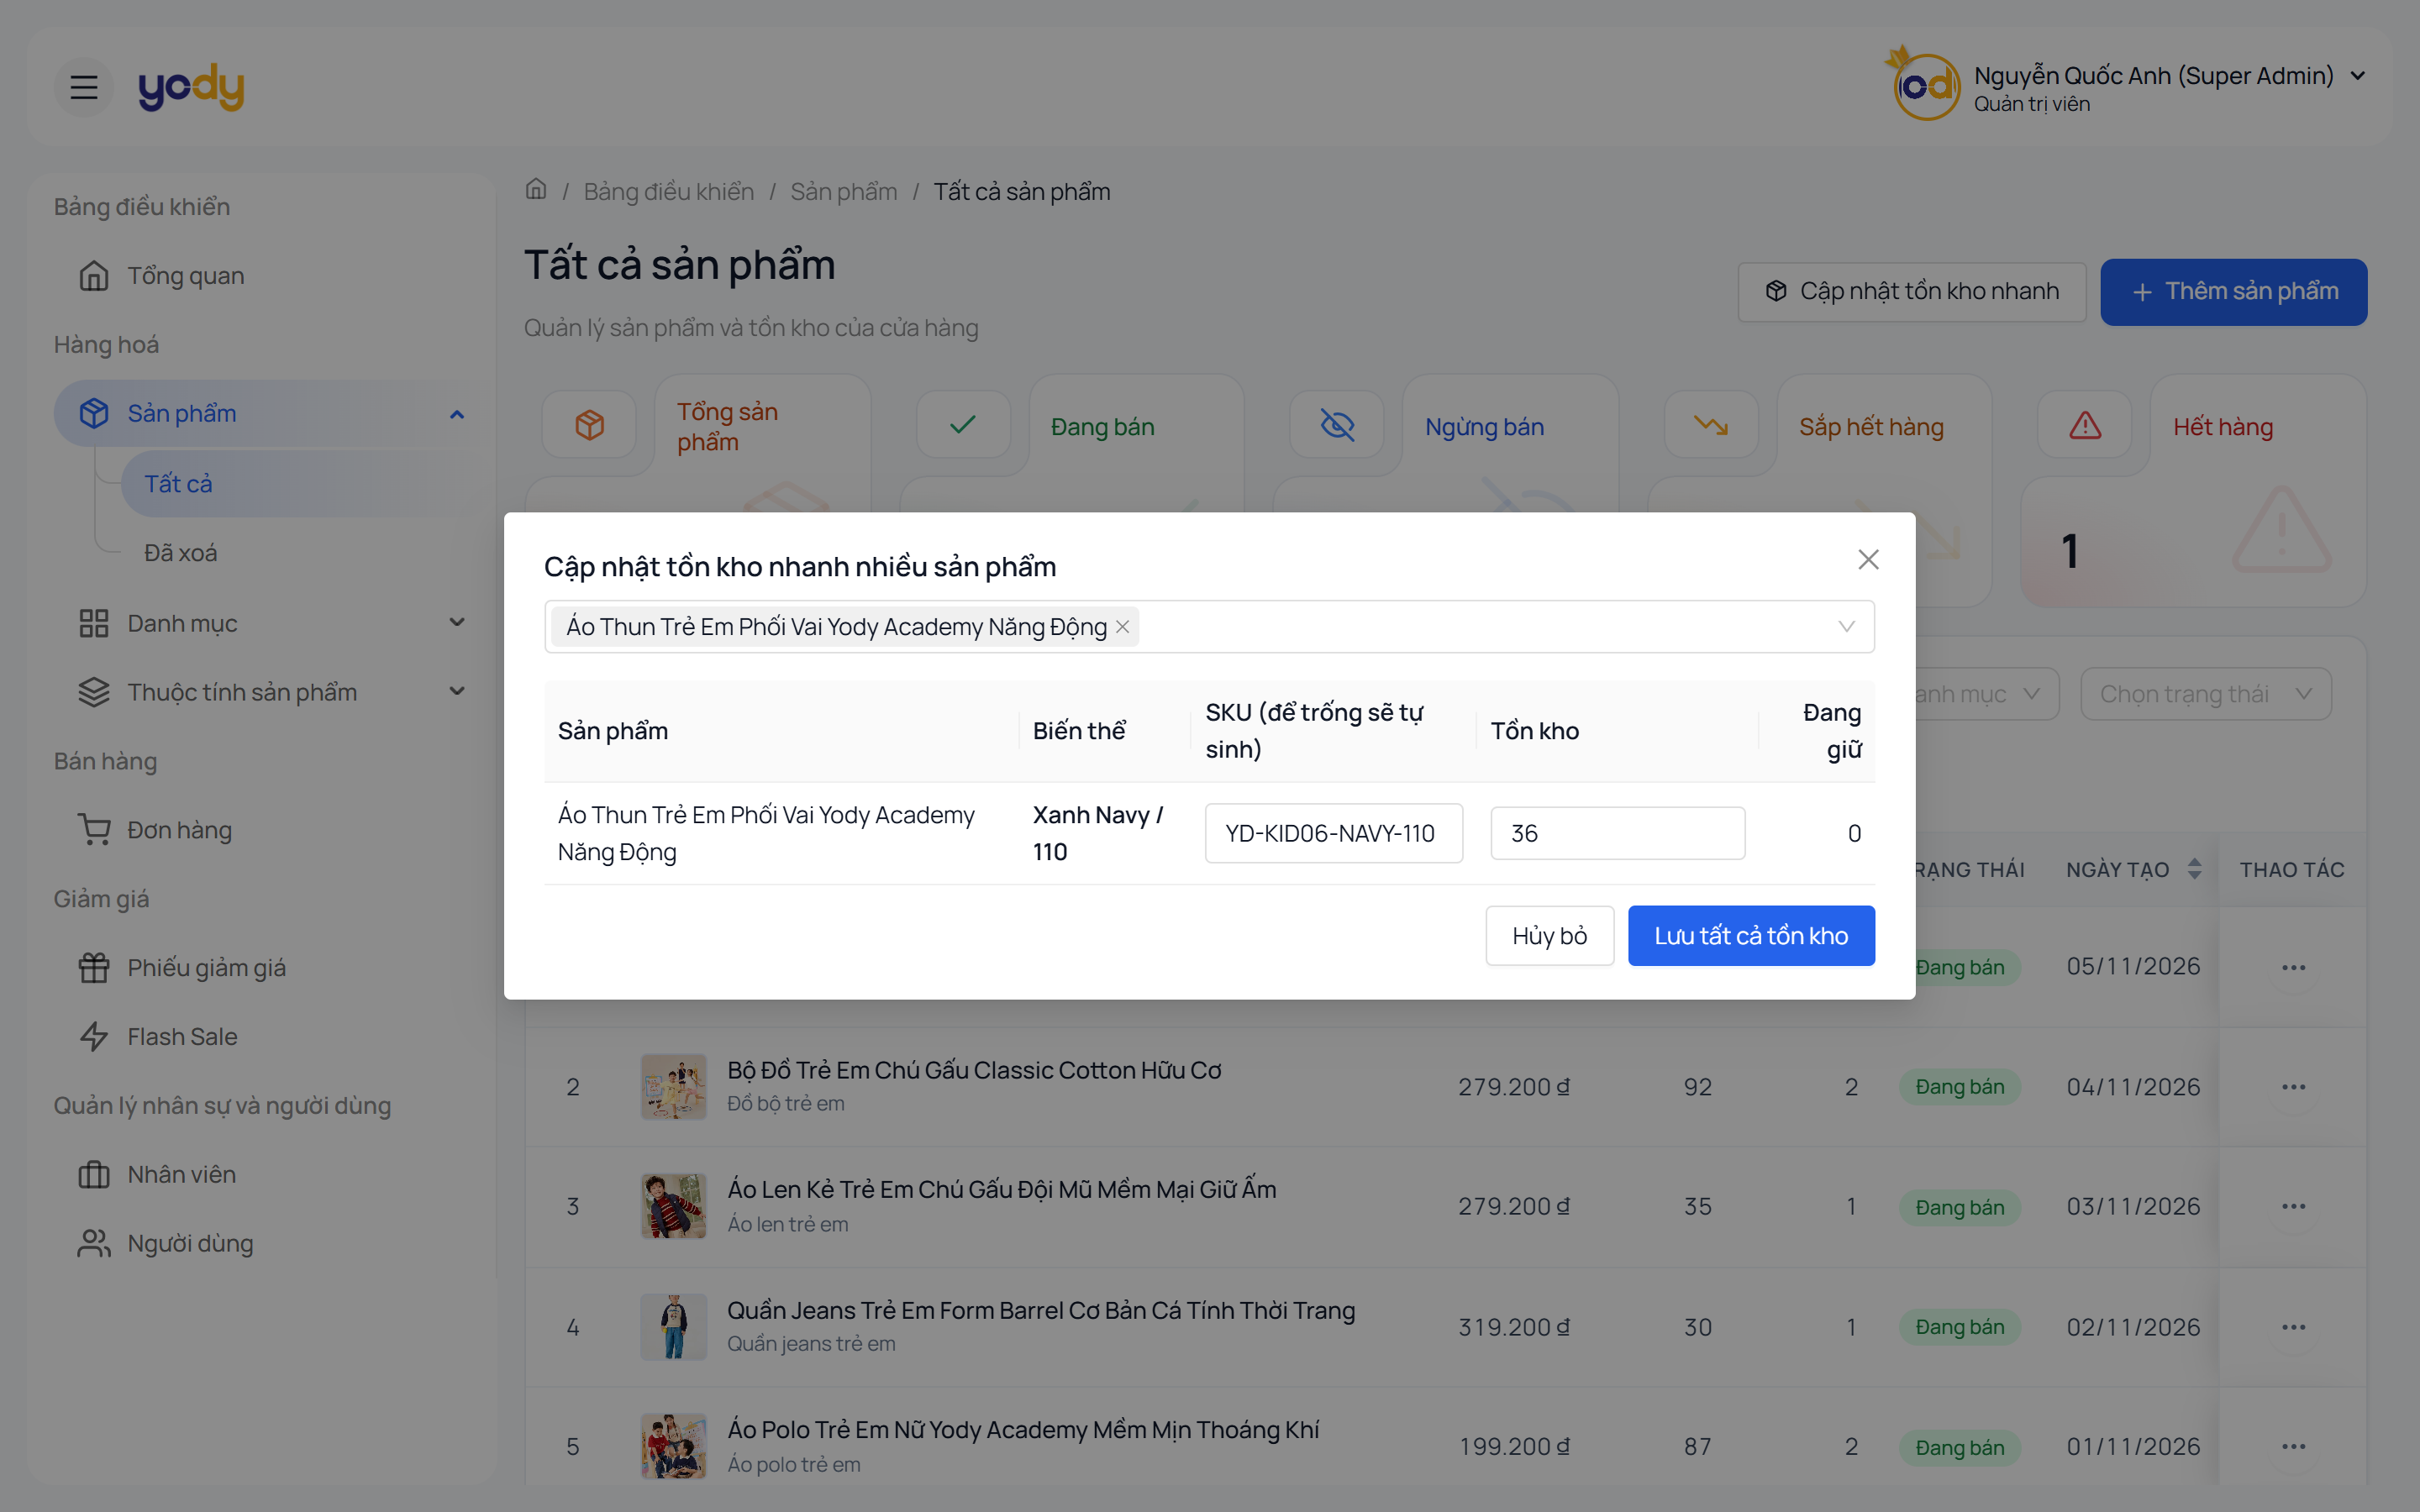 yody
Nguyễn Quốc Anh (Super Admin)
Quản trị viên
Bảng điều khiển
Tổng quan
Hàng hoá
Sản phẩm
Tất cả
Đã xoá
Danh mục
Thuộc tính sản phẩm
Bán hàng
Đơn hàng
Giảm giá
Phiếu giảm giá
Flash Sale
Quản lý nhân sự và người dùng
Nhân viên
Người dùng
/ Bảng điều khiển / Sản phẩm / Tất cả sản phẩm
Tất cả sản phẩm
Quản lý sản phẩm và tồn kho của cửa hàng
Cập nhật tồn kho nhanh
Thêm sản phẩm
Tổng sản
phẩm
Đang bán
Ngừng bán
Sắp hết hàng
Hết hàng
1
Cập nhật tồn kho nhanh nhiều sản phẩm
Áo Thun Trẻ Em Phối Vai Yody Academy Năng Động
Sản phẩm
Biến thể
SKU (để trống sẽ tự
sinh)
Tồn kho
Đang
giữ
Áo Thun Trẻ Em Phối Vai Yody Academy
Năng Động
Xanh Navy /
110
YD-KID06-NAVY-110
36
0
Hủy bỏ
Lưu tất cả tồn kho
mục
Chọn trạng thái
THÁI
NGÀY TẠO
THAO TÁC
Đang bán 05/11/2026
2
Bộ Đồ Trẻ Em Chú Gấu Classic Cotton Hữu Cơ
Đồ bộ trẻ em
279.200 đ 92 2 Đang bán 04/11/2026
3
Áo Len Kẻ Trẻ Em Chú Gấu Đội Mũ Mềm Mại Giữ Ấm
Áo len trẻ em
279.200 đ 35 1 Đang bán 03/11/2026
4
Quần Jeans Trẻ Em Form Barrel Cơ Bản Cá Tính Thời Trang
Quần jeans trẻ em
319.200 đ 30 1 Đang bán 02/11/2026
5
Áo Polo Trẻ Em Nữ Yody Academy Mềm Mịn Thoáng Khí
Áo polo trẻ em
199.200 đ 87 2 Đang bán 01/11/2026